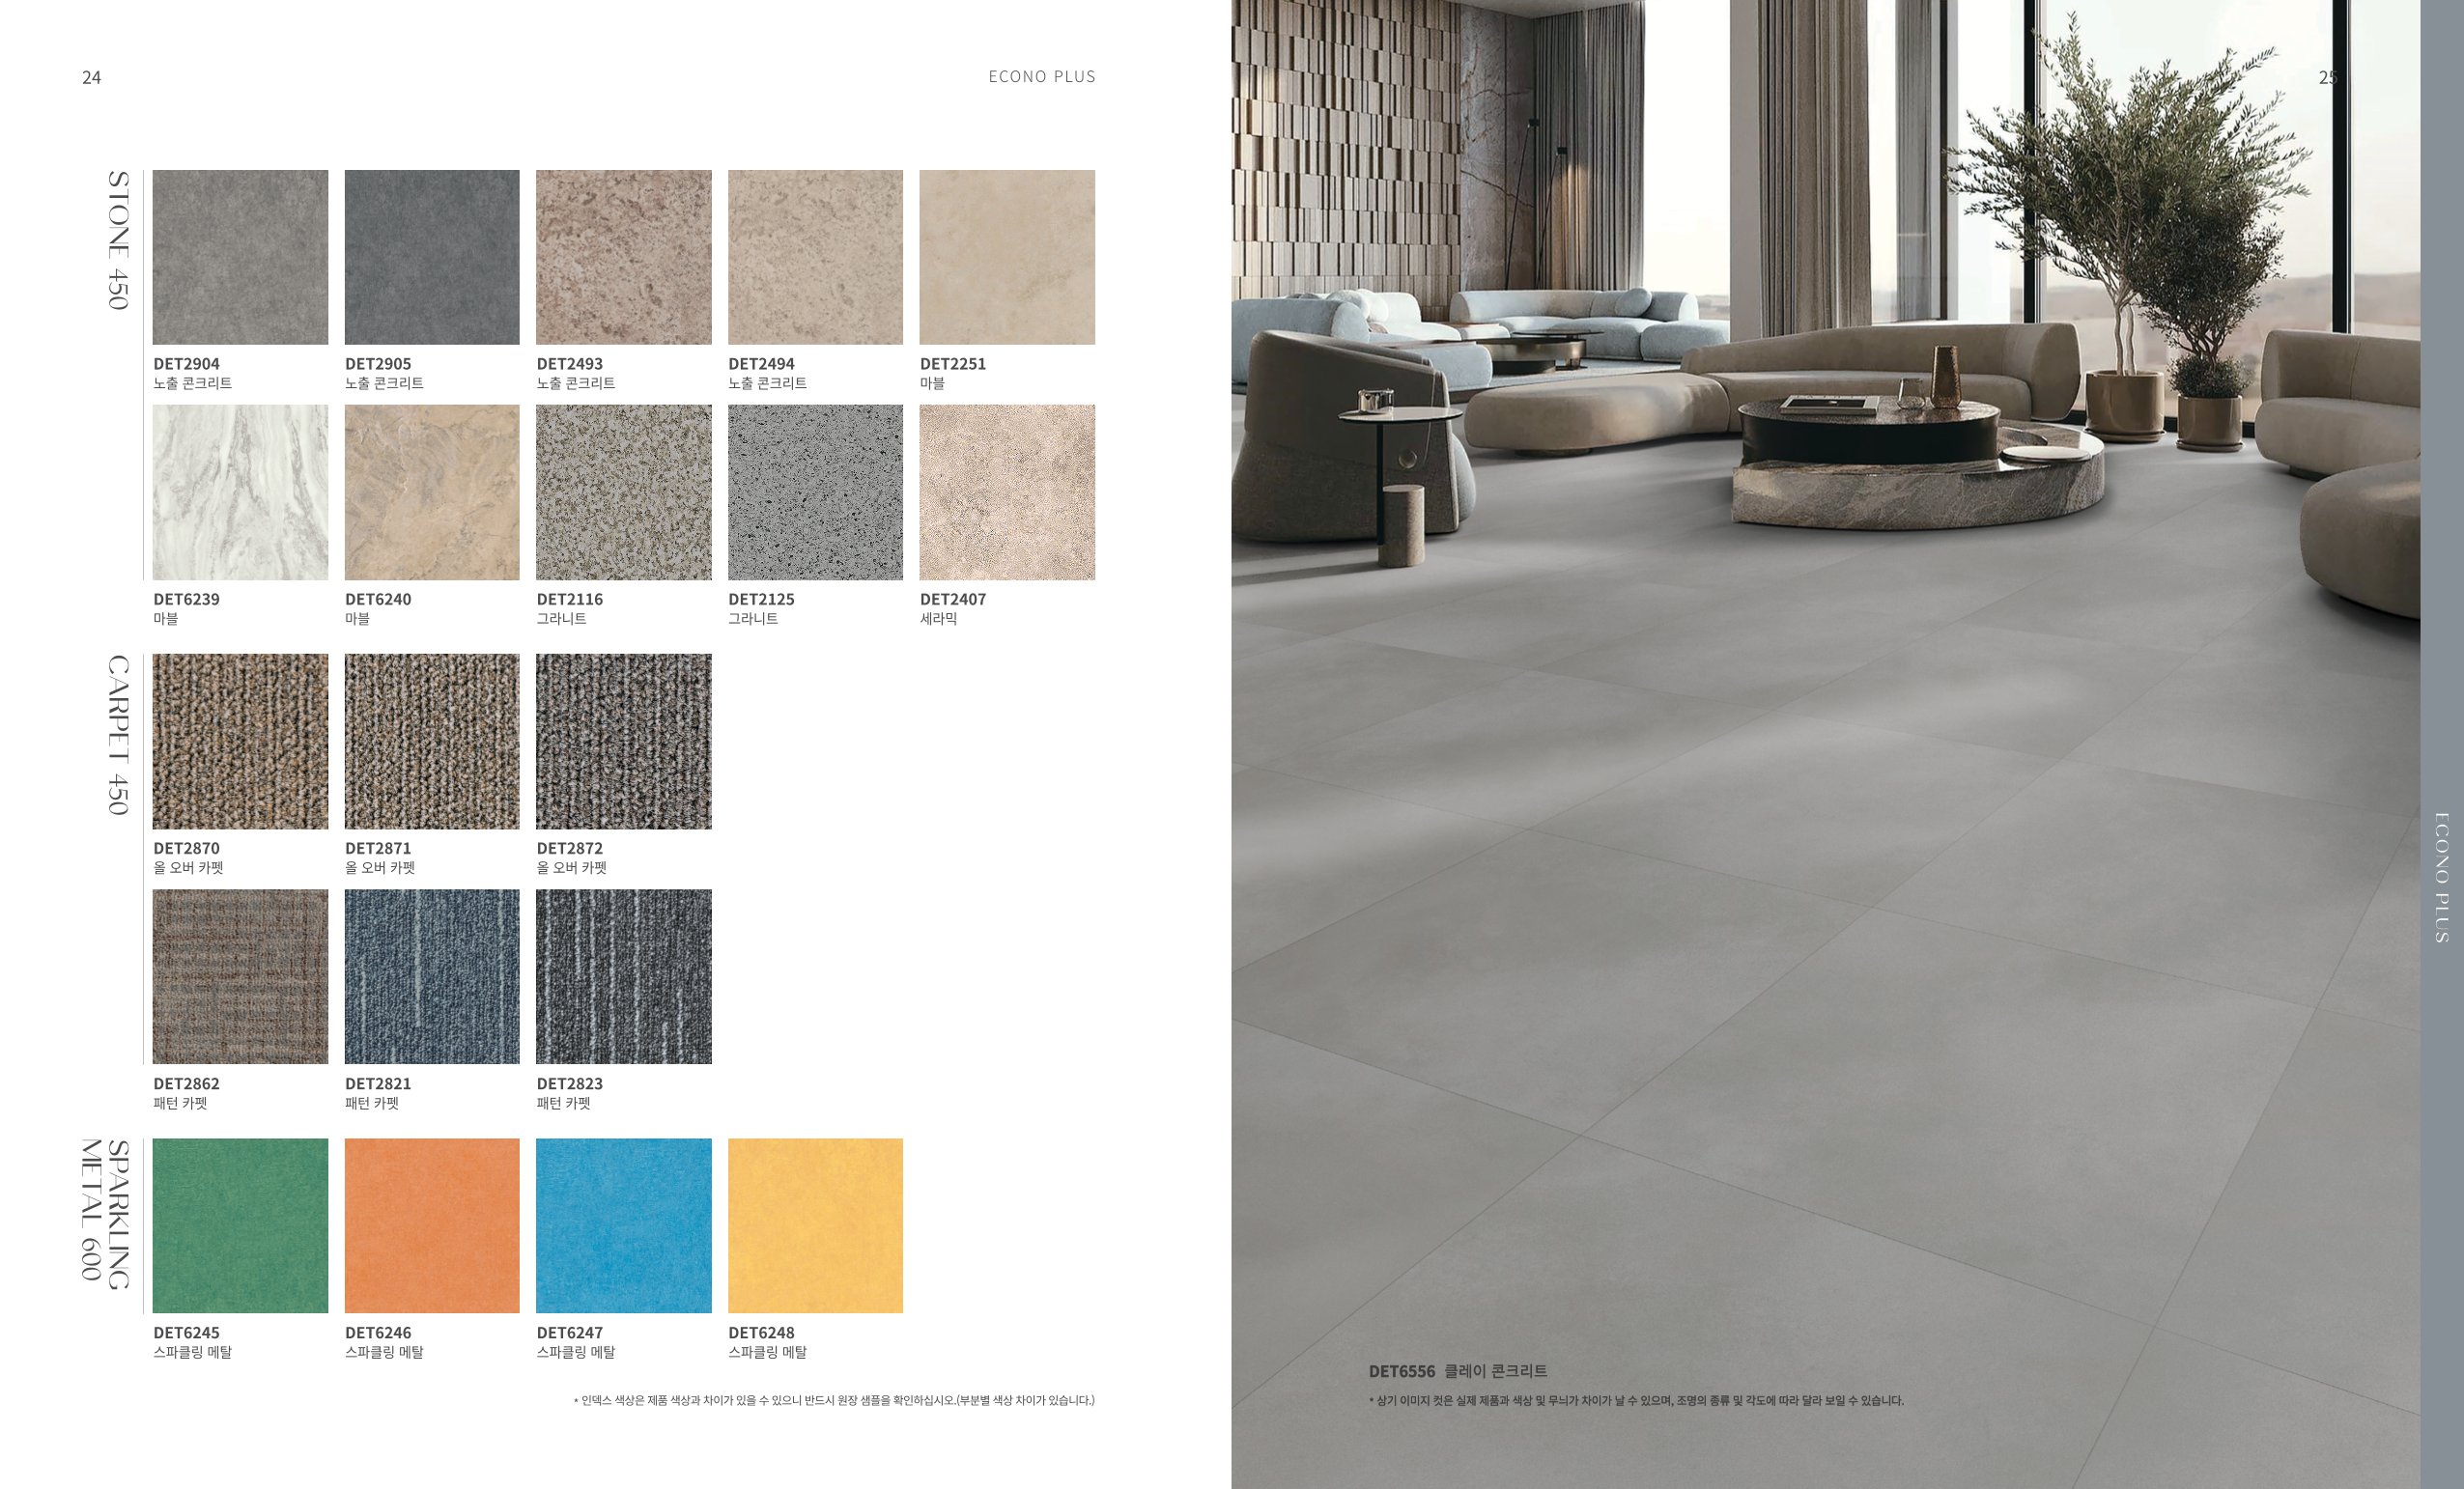 24
ECONO PLUS
25
STONE 450
DET2904
노출 콘크리트
DET2905
노출 콘크리트
DET2493
노출 콘크리트
DET2494
노출 콘크리트
DET2251
마블
DET6239
마블
DET6240
마블
DET2116
그라니트
DET2125
그라니트
DET2407
세라믹
CARPET 450
DET2870
올 오버 카펫
DET2871
올 오버 카펫
DET2872
올 오버 카펫
DET2862
패턴 카펫
DET2821
패턴 카펫
DET2823
패턴 카펫
SPARKLING
METAL 600
DET6245
스파클링 메탈
DET6246
스파클링 메탈
DET6247
스파클링 메탈
DET6248
스파클링 메탈
* 인덱스 색상은 제품 색상과 차이가 있을 수 있으니 반드시 원장 샘플을 확인하십시오.(부분별 색상 차이가 있습니다.)
DET6556 클레이 콘크리트
* 상기 이미지 컷은 실제 제품과 색상 및 무늬가 차이가 날 수 있으며, 조명의 종류 및 각도에 따라 달라 보일 수 있습니다.
ECONO PLUS